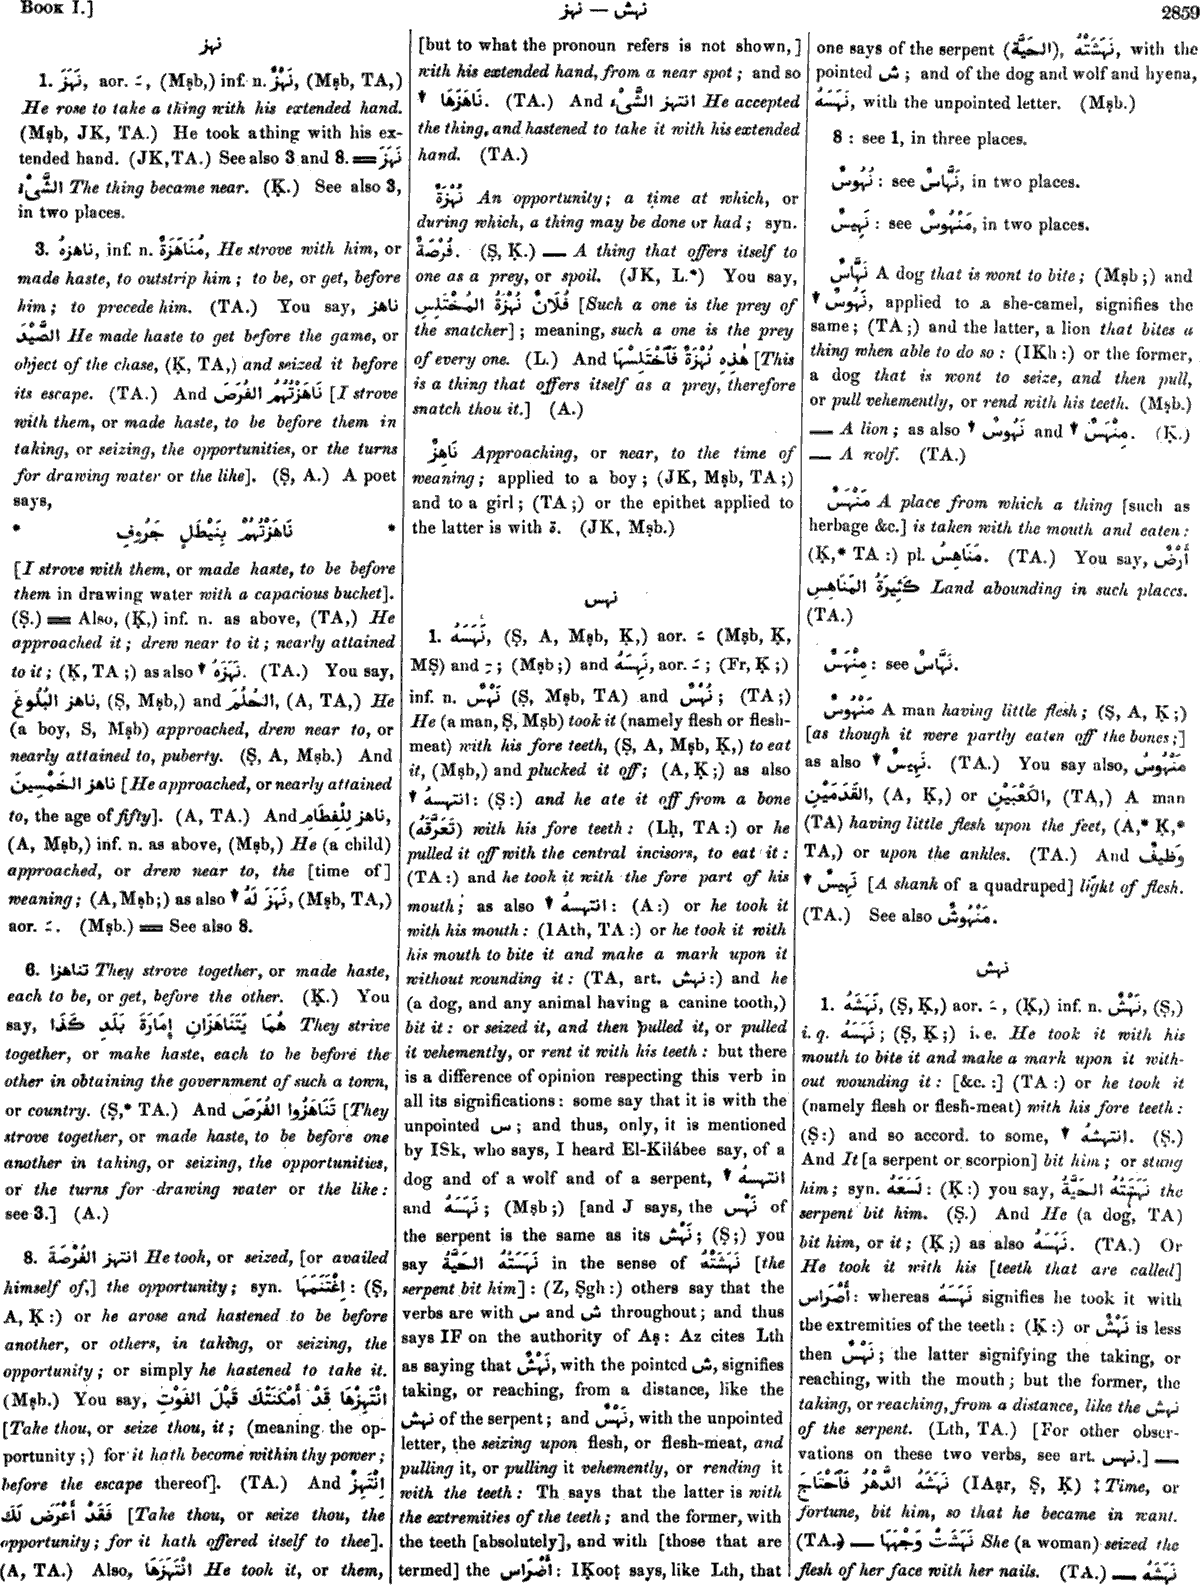 Book I.]
نهز — نهش
2859
نهز
1. نَهَزَ, aor. ـَ, (Mṣb,) inf. n. نَهْزٌ, (Mṣb, TA,)
He rose to take a thing with his extended hand.
(Mṣb, JK, TA.) He took a thing with his ex-
tended hand. (JK, TA.) See also 3 and 8. == نَهَزَ
الشَّىْءُ The thing became near. (Ḳ.) See also 3,
in two places.
3. ناهزهُ, inf. n. مُنَاهَزَةٌ, He strove with him, or
made haste, to outstrip him; to be, or get, before
him; to precede him. (TA.) You say, ناهز
الصَّيْدَ He made haste to get before the game, or
object of the chase, (Ḳ, TA,) and seized it before
its escape. (TA.) And نَاهَزْتُهُمُ الفُرَصَ [I strove
with them, or made haste, to be before them in
taking, or seizing, the opportunities, or the turns
for drawing water or the like]. (Ṣ, A.) A poet
says,
* نَاهَزْتُهُمْ بِنَيْطَلٍ جَرُوفِ *
[I strove with them, or made haste, to be before
them in drawing water with a capacious bucket].
(Ṣ.) == Also, (Ḳ,) inf. n. as above, (TA,) He
approached it; drew near to it; nearly attained
to it; (Ḳ, TA;) as also ▼ نَهَزَهُ. (TA.) You say,
ناهز البُلُوغَ, (Ṣ, Mṣb,) and الحُلُمَ, (A, TA,) He
(a boy, S, Mṣb) approached, drew near to, or
nearly attained to, puberty. (Ṣ, A, Mṣb.) And
ناهز الخَمْسِينَ [He approached, or nearly attained
to, the age of fifty]. (A, TA.) And ناهز لِلْفِطَامِ,
(A, Mṣb,) inf. n. as above, (Mṣb,) He (a child)
approached, or drew near to, the [time of]
weaning; (A, Mṣb;) as also ▼ نَهَزَ لَهُ, (Mṣb, TA,)
aor. ـَ. (Mṣb.) == See also 8.
6. تناهزا They strove together, or made haste,
each to be, or get, before the other. (Ḳ.) You
say, هُمَا يَتَنَاهَزَانِ إِمَارَةَ بَلَدِ كَذَا They strive
together, or make haste, each to be before the
other in obtaining the government of such a town,
or country. (Ṣ,* TA.) And تَنَاهَزُوا الفُرَصَ [They
strove together, or made haste, to be before one
another in taking, or seizing, the opportunities,
or the turns for drawing water or the like:
see 3.] (A.)
8. انتهز الفُرْصَةَ He took, or seized, [or availed
himself of,] the opportunity; syn. اِغْتَنَمَهَا: (Ṣ,
A, Ḳ:) or he arose and hastened to be before
another, or others, in taking, or seizing, the
opportunity; or simply he hastened to take it.
(Mṣb.) You say, اِنْتَهِزْهَا قَدْ أَمْكَنَتْكَ قَبْلَ الفَوْتِ
[Take thou, or seize thou, it; (meaning the op-
portunity;) for it hath become within thy power;
before the escape thereof]. (TA.) And اِنْتَهِزْ
فَقَدْ أَعْرَضَ لَكَ [Take thou, or seize thou, the
opportunity; for it hath offered itself to thee].
(A, TA.) Also, اِنْتَهَزَهَا He took it, or them,
[but to what the pronoun refers is not shown,]
with his extended hand, from a near spot; and so
▼ نَاهَزَهَا. (TA.) And انتهز الشَّىْءَ He accepted
the thing, and hastened to take it with his extended
hand. (TA.)
نُهْزَةٌ An opportunity; a time at which, or
during which, a thing may be done or had; syn.
فُرْصَةٌ. (Ṣ, Ḳ.) — A thing that offers itself to
one as a prey, or spoil. (JK, L.*) You say,
فُلَانٌ نُهْزَةُ المُخْتَلِسِ [Such a one is the prey of
the snatcher]; meaning, such a one is the prey
of every one. (L.) And هٰذِهِ نُهْزَةٌ فَاخْتَلِسْهَا [This
is a thing that offers itself as a prey, therefore
snatch thou it.] (A.)
نَاهِزٌ Approaching, or near, to the time of
weaning; applied to a boy; (JK, Mṣb, TA;)
and to a girl; (TA;) or the epithet applied to
the latter is with ة. (JK, Mṣb.)
نهس
1. نَهَسَهُ, (Ṣ, A, Mṣb, Ḳ,) aor. ـَ (Mṣb, Ḳ,
MṢ) and ـِ; (Mṣb;) and نَهِسَهُ, aor. ـَ; (Fr, Ḳ;)
inf. n. نَهْسٌ (Ṣ, Mṣb, TA) and نُهْسٌ; (TA;)
He (a man, Ṣ, Mṣb) took it (namely flesh or flesh-
meat) with his fore teeth, (Ṣ, A, Mṣb, Ḳ,) to eat
it, (Mṣb,) and plucked it off; (A, Ḳ;) as also
▼ انتهسهُ: (Ṣ:) and he ate it off from a bone
(تَعَرَّقَهُ) with his fore teeth: (Lḥ, TA:) or he
pulled it off with the central incisors, to eat it:
(TA:) and he took it with the fore part of his
mouth; as also ▼ انتهسهُ: (A:) or he took it
with his mouth: (IAth, TA:) or he took it with
his mouth to bite it and make a mark upon it
without wounding it: (TA, art. نهش:) and he
(a dog, and any animal having a canine tooth,)
bit it: or seized it, and then pulled it, or pulled
it vehemently, or rent it with his teeth: but there
is a difference of opinion respecting this verb in
all its significations: some say that it is with the
unpointed س; and thus, only, it is mentioned
by ISk, who says, I heard El-Kilábee say, of a
dog and of a wolf and of a serpent, ▼ انتهسهُ
and نَهَسَهُ; (Mṣb;) [and J says, the نَهْس of
the serpent is the same as its نَهْش; (Ṣ;) you
say نَهَسَتْهُ الحَيَّةُ in the sense of نَهَشَتْهُ [the
serpent bit him]: (Z, Ṣgh:) others say that the
verbs are with س and ش throughout; and thus
says IF on the authority of Aṣ: Az cites Lth
as saying that نَهْشٌ, with the pointed ش, signifies
taking, or reaching, from a distance, like the
نهش of the serpent; and نَهْسٌ, with the unpointed
letter, the seizing upon flesh, or flesh-meat, and
pulling it, or pulling it vehemently, or rending it
with the teeth: Th says that the latter is with
the extremities of the teeth; and the former, with
the teeth [absolutely], and with [those that are
termed] the أَضْرَاس: IḲooṭ says, like Lth, that
one says of the serpent (الحَيَّة), نَهَشَتْهُ, with the
pointed ش; and of the dog and wolf and hyena,
نَهَسَهُ, with the unpointed letter. (Mṣb.)
8: see 1, in three places.
نُهُوسٌ: see نَهَّاسٌ, in two places.
نَهِيسٌ: see مَنْهُوسٌ, in two places.
نَهَّاسٌ A dog that is wont to bite; (Mṣb;) and
▼ نَهُوسٌ, applied to a she-camel, signifies the
same; (TA;) and the latter, a lion that bites a
thing when able to do so: (IKh:) or the former,
a dog that is wont to seize, and then pull,
or pull vehemently, or rend with his teeth. (Mṣb.)
— A lion; as also ▼ نَهُوسٌ and ▼ مِنْهَسٌ. (Ḳ.)
— A wolf. (TA.)
مَنْهَسٌ A place from which a thing [such as
herbage &c.] is taken with the mouth and eaten:
(Ḳ,* TA:) pl. مَنَاهِسُ. (TA.) You say, أَرْضٌ
كَثِيرَةُ المَنَاهِسِ Land abounding in such places.
(TA.)
مِنْهَسٌ: see نَهَّاسٌ.
مَنْهُوسٌ A man having little flesh; (Ṣ, A, Ḳ;)
[as though it were partly eaten off the bones;]
as also ▼ نَهِيسٌ. (TA.) You say also, مَنْهُوسُ
القَدَمَيْنِ, (A, Ḳ,) or الكَعْبَيْنِ, (TA,) A man
(TA) having little flesh upon the feet, (A,* Ḳ,*
TA,) or upon the ankles. (TA.) And وَظِيفٌ
▼ نَهِيسٌ [A shank of a quadruped] light of flesh.
(TA.) See also مَنْهُوشٌ.
نهش
1. نَهَشَهُ, (Ṣ, Ḳ,) aor. ـَ, (Ḳ,) inf. n. نَهْشٌ, (Ṣ,)
i. q. نَهَسَهُ; (Ṣ, Ḳ;) i. e. He took it with his
mouth to bite it and make a mark upon it with-
out wounding it: [&c.:] (TA:) or he took it
(namely flesh or flesh-meat) with his fore teeth:
(Ṣ:) and so accord. to some, ▼ انتهشهُ. (Ṣ.)
And It [a serpent or scorpion] bit him; or stung
him; syn. لَسَعَهُ: (Ḳ:) you say, نَهَشَتْهُ الحَيَّةُ the
serpent bit him. (Ṣ.) And He (a dog, TA)
bit him, or it; (Ḳ;) as also نَهَسَهُ. (TA.) Or
He took it with his [teeth that are called]
أَضْرَاس: whereas نَهَسَهُ signifies he took it with
the extremities of the teeth: (Ḳ:) or نَهْشٌ is less
then نَهْسٌ; the latter signifying the taking, or
reaching, with the mouth; but the former, the
taking, or reaching, from a distance, like the نهش
of the serpent. (Lth, TA.) [For other obser-
vations on these two verbs, see art. نهس.] —
نَهَشَهُ الدَّهْرُ فَاحْتَاجَ (IAạr, Ṣ, Ḳ) ‡ Time, or
fortune, bit him, so that he became in want.
(TA.) — نَهَشَتْ وَجْهَهَا She (a woman) seized the
flesh of her face with her nails. (TA.) — نَهَشَهُ